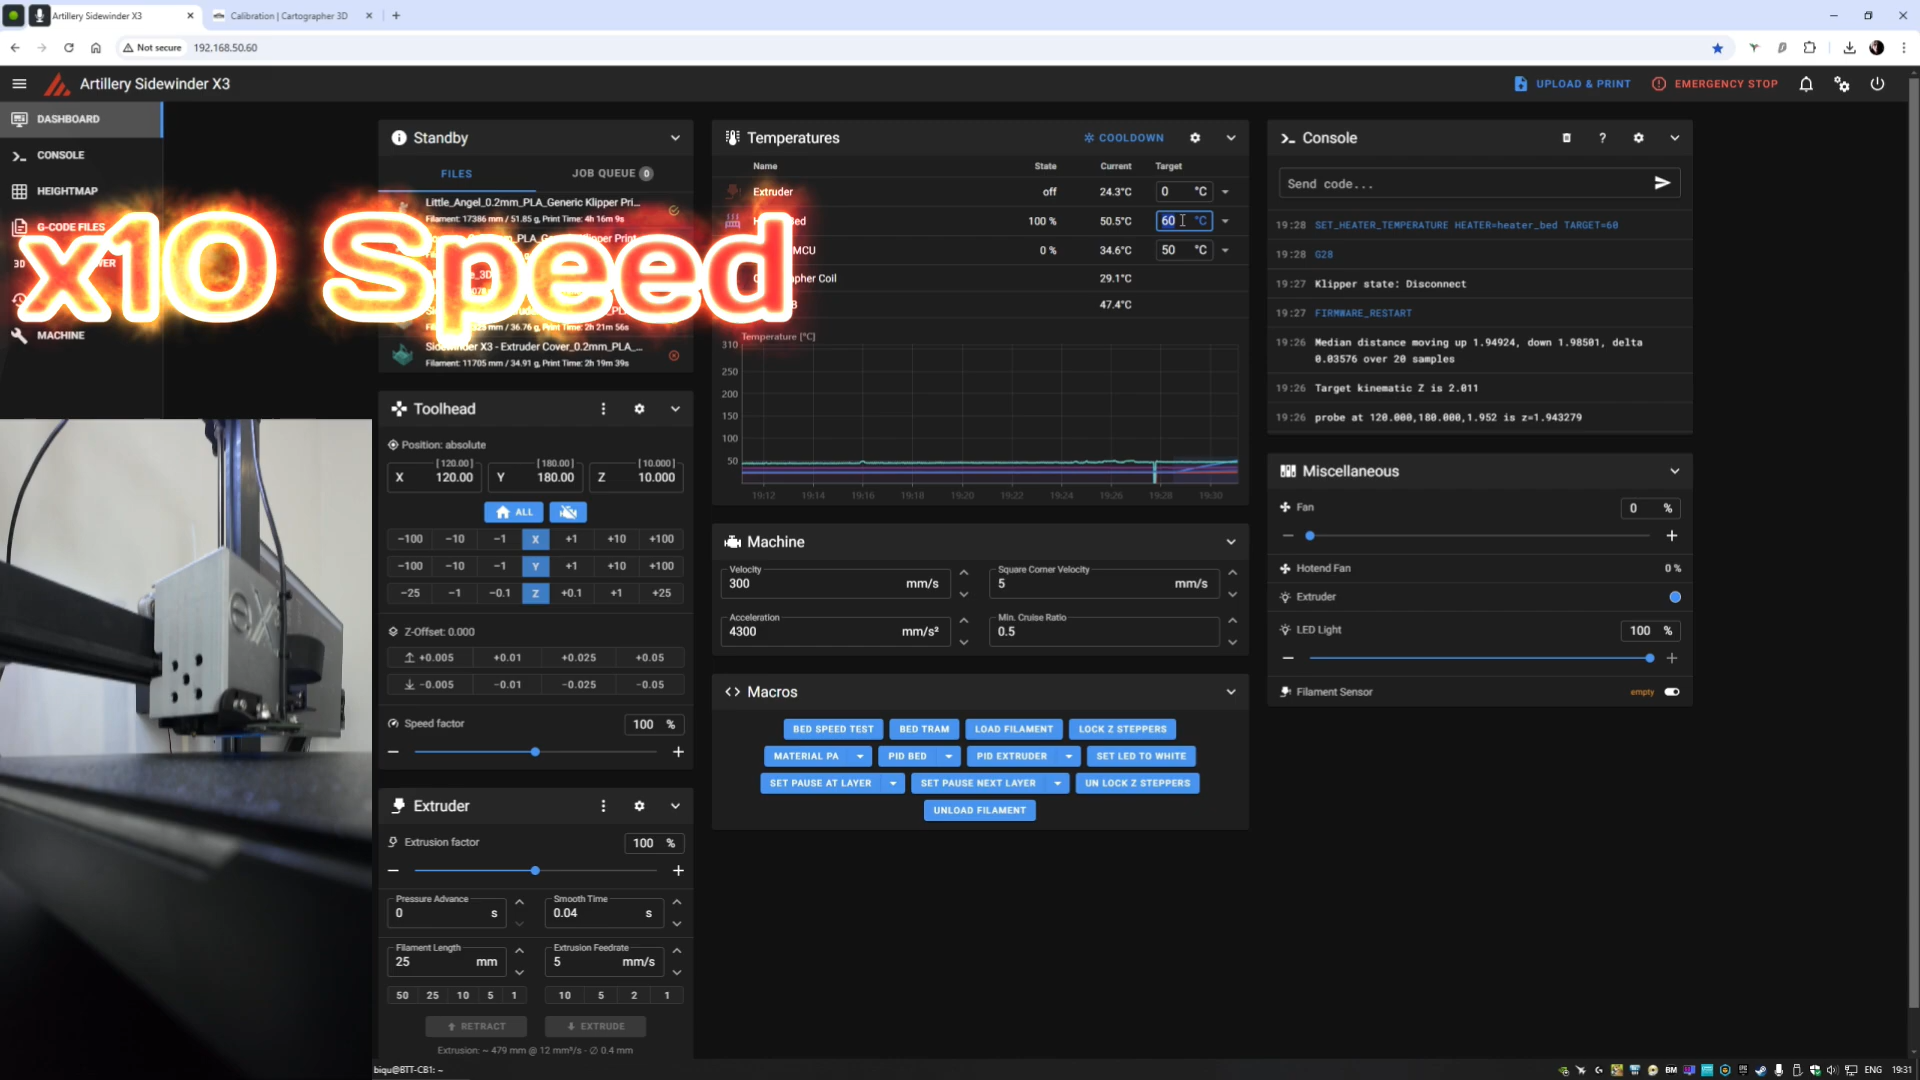 Artillery Sidewinder X3
Calibration | Cartographer 3D
Not secure
192.168.50.60
Artillery Sidewinder X3
UPLOAD & PRINT
EMERGENCY STOP
DASHBOARD
CONSOLE
HEIGHTMAP
G-CODE FILES
MACHINE
x10 Speed
Standby
FILES
JOB QUEUE 0
Little_Angel_0.2mm_PLA_Generic Klipper Pri...
Filament: 17386 mm / 51.85 g, Print Time: 4h 16m 9s
Sidewinder X3 - Extruder Cover_0.2mm_PLA_...
Filament: 11705 mm / 34.91 g, Print Time: 2h 19m 39s
Toolhead
Position: absolute
[120.00]
X 120.00
[180.00]
Y 180.00
[10.000]
Z 10.000
ALL
-100 -10 -1 X +1 +10 +100
-100 -10 -1 Y +1 +10 +100
-25 -1 -0.1 Z +0.1 +1 +25
Z-Offset: 0.000
+0.005 +0.01 +0.025 +0.05
-0.005 -0.01 -0.025 -0.05
Speed factor
100 %
Extruder
Extrusion factor
100 %
Pressure Advance
0 s
Smooth Time
0.04 s
Filament Length
25 mm
Extrusion Feedrate
5 mm/s
50 25 10 5 1
10 5 2 1
RETRACT
EXTRUDE
Extrusion: ~ 479 mm @ 12 mm³/s - ∅ 0.4 mm
Temperatures
COOLDOWN
Name State Current Target
Extruder off 24.3°C 0 °C
Bed 100 % 50.5°C 60 °C
MCU 0 % 34.6°C 50 °C
Coil 29.1°C
47.4°C
Temperature [°C]
310
250
200
150
100
50
19:12 19:14 19:16 19:18 19:20 19:22 19:24 19:26 19:28 19:30
Machine
Velocity
300 mm/s
Square Corner Velocity
5 mm/s
Acceleration
4300 mm/s²
Min. Cruise Ratio
0.5
Macros
BED SPEED TEST
BED TRAM
LOAD FILAMENT
LOCK Z STEPPERS
MATERIAL PA
PID BED
PID EXTRUDER
SET LED TO WHITE
SET PAUSE AT LAYER
SET PAUSE NEXT LAYER
UN LOCK Z STEPPERS
UNLOAD FILAMENT
Console
Send code...
19:28 SET_HEATER_TEMPERATURE HEATER=heater_bed TARGET=60
19:28 G28
19:27 Klipper state: Disconnect
19:27 FIRMWARE_RESTART
19:26 Median distance moving up 1.94924, down 1.98501, delta
0.03576 over 20 samples
19:26 Target kinematic Z is 2.011
19:26 probe at 120.000,180.000,1.952 is z=1.943279
Miscellaneous
Fan 0 %
Hotend Fan 0 %
Extruder
LED Light 100 %
Filament Sensor empty
biqu@BTT-CB1: ~
ENG 19:31